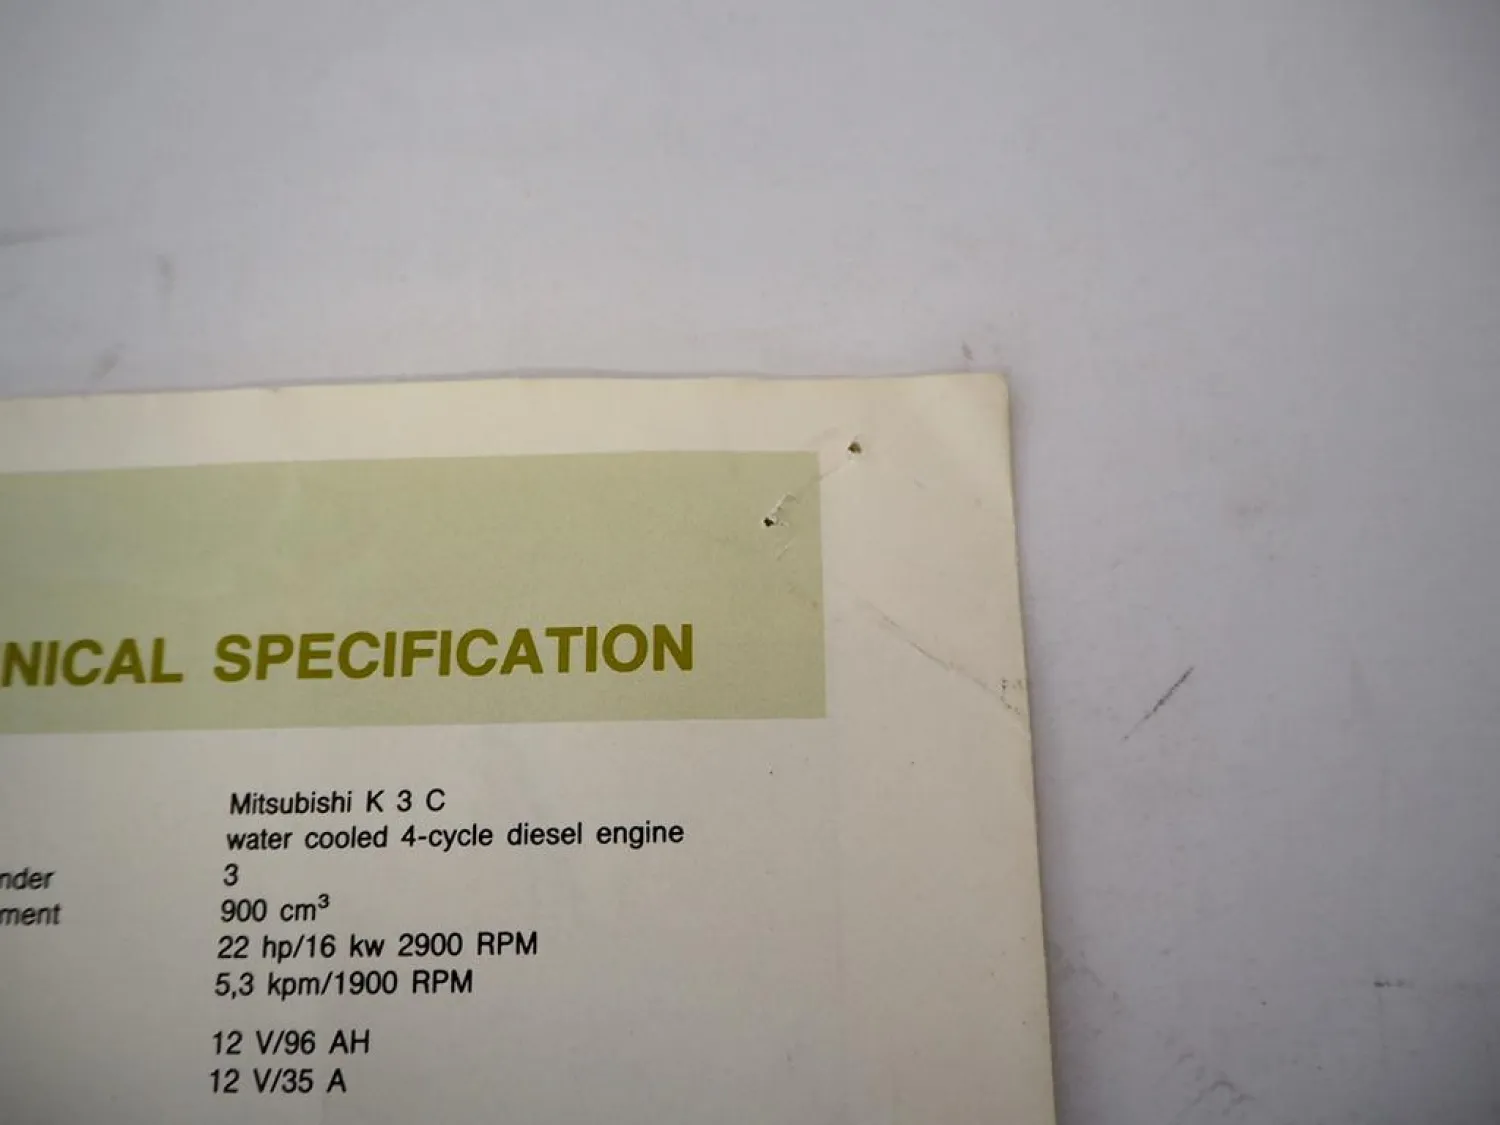 NICAL SPECIFICATION
Mitsubishi K 3 C
water cooled 4-cycle diesel engine
nder 3
ment 900 cm³
22 hp/16 kw 2900 RPM
5,3 kpm/1900 RPM
12 V/96 AH
12 V/35 A